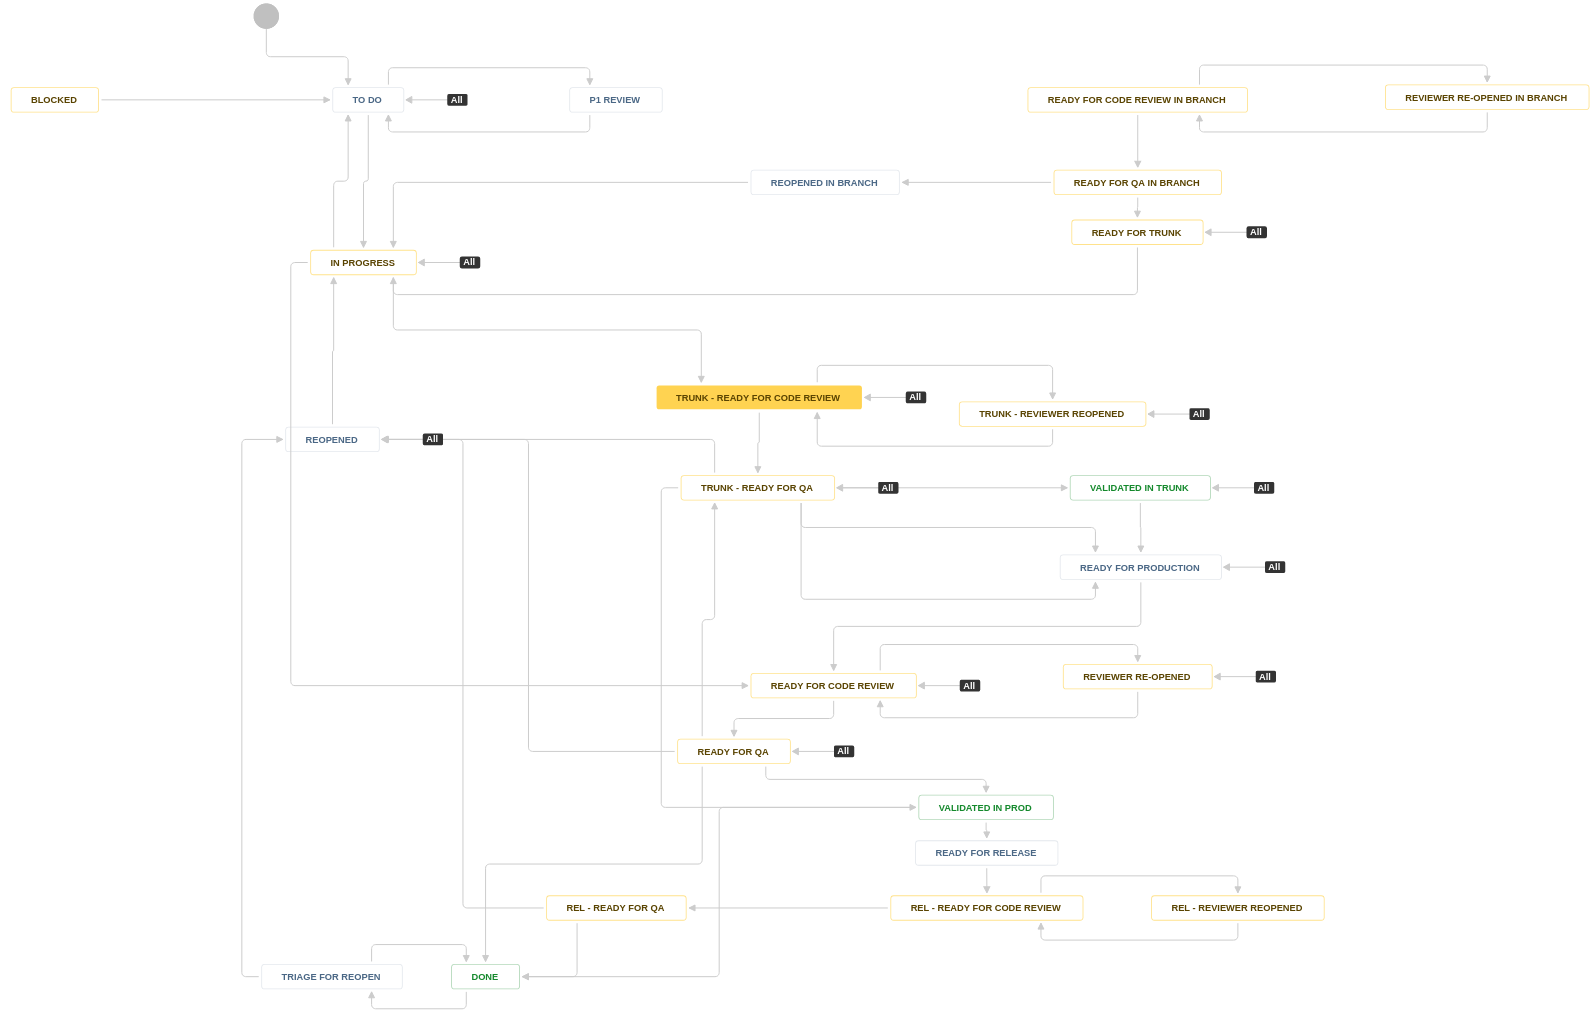 BLOCKED
TO DO
All
P1 REVIEW
READY FOR CODE REVIEW IN BRANCH
REVIEWER RE-OPENED IN BRANCH
REOPENED IN BRANCH
READY FOR QA IN BRANCH
READY FOR TRUNK
All
IN PROGRESS
All
TRUNK - READY FOR CODE REVIEW
All
TRUNK - REVIEWER REOPENED
All
REOPENED
All
TRUNK - READY FOR QA
All
VALIDATED IN TRUNK
All
READY FOR PRODUCTION
All
READY FOR CODE REVIEW
All
REVIEWER RE-OPENED
All
READY FOR QA
All
VALIDATED IN PROD
READY FOR RELEASE
REL - READY FOR QA
REL - READY FOR CODE REVIEW
REL - REVIEWER REOPENED
TRIAGE FOR REOPEN
DONE